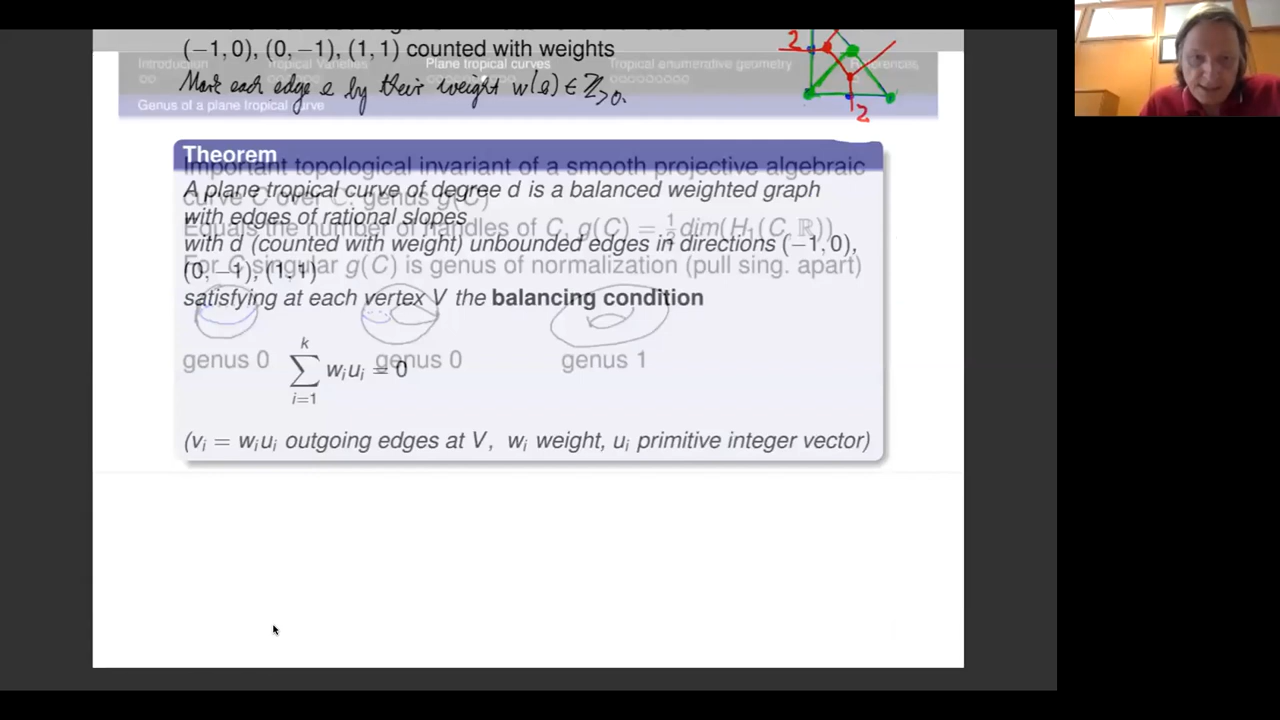 (−1, 0), (0, −1), (1, 1) counted with weights
2
Introduction Tropical Varieties Plane tropical curves Tropical enumerative geometry References
Mark each edge e by their weight w(e) ∈ ℤ>0.
2
Genus of a plane tropical curve
Theorem
Important topological invariant of a smooth projective algebraic
A plane tropical curve of degree d is a balanced weighted graph
curve C over ℂ: genus g(C)
with edges of rational slopes
Equals the number of handles of C, g(C) = ½ dim(H₁(C, ℝ))
with d (counted with weight) unbounded edges in directions (−1, 0),
For C singular g(C) is genus of normalization (pull sing. apart)
(0, −1), (1, 1)
satisfying at each vertex V the balancing condition
genus 0 genus 0 genus 1
k
∑ wᵢuᵢ = 0
i=1
(vᵢ = wᵢuᵢ outgoing edges at V, wᵢ weight, uᵢ primitive integer vector)